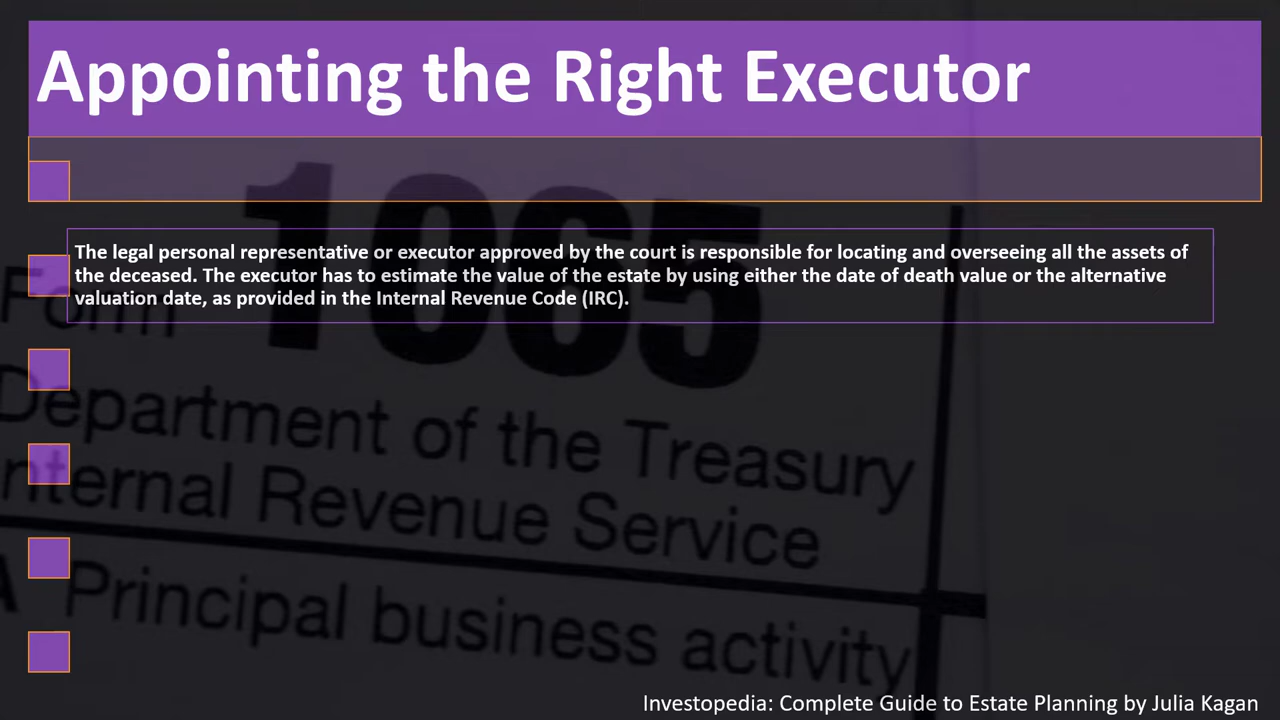 Appointing the Right Executor
The legal personal representative or executor approved by the court is responsible for locating and overseeing all the assets of
the deceased. The executor has to estimate the value of the estate by using either the date of death value or the alternative
valuation date, as provided in the Internal Revenue Code (IRC).
Form 1065
Department of the Treasury
Internal Revenue Service
A Principal business activity
Investopedia: Complete Guide to Estate Planning by Julia Kagan